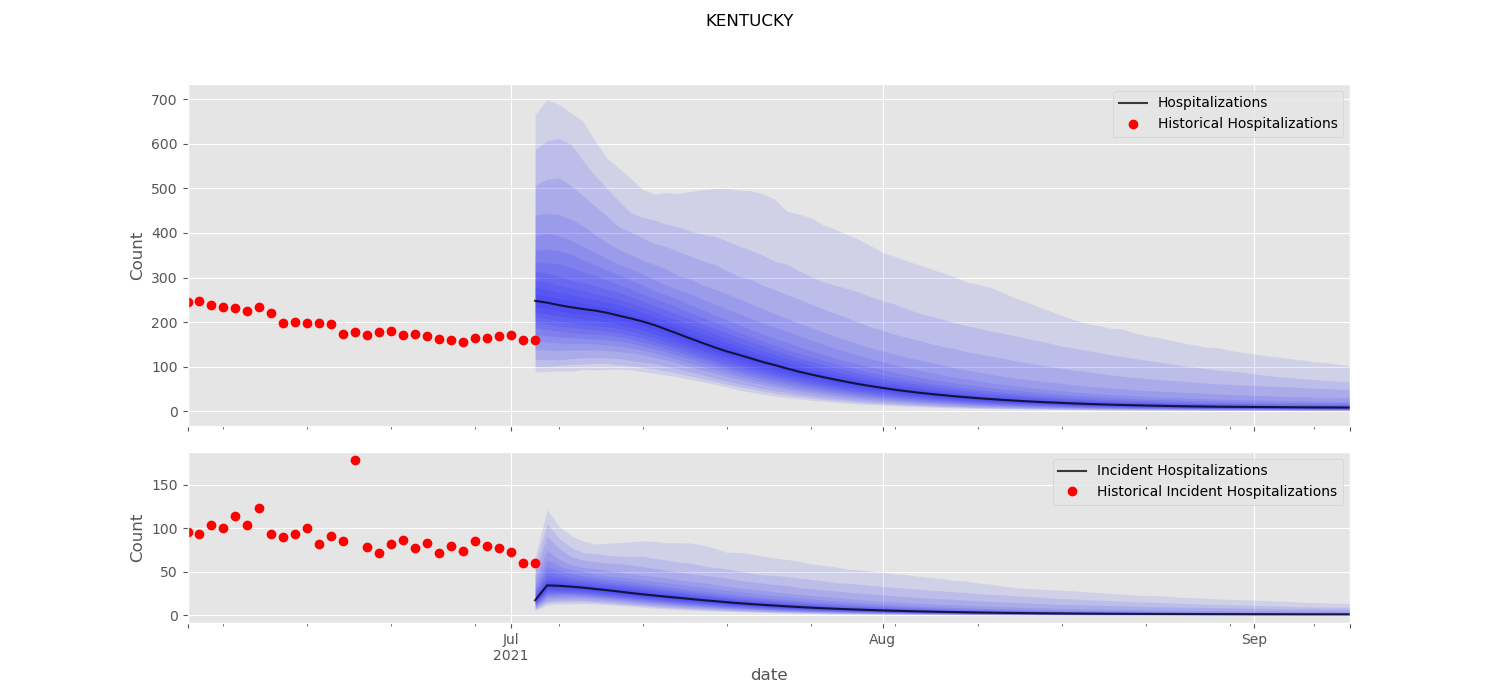 KENTUCKY
700
600
500
400
300
200
100
0
Count
Hospitalizations
Historical Hospitalizations
150
100
50
0
Count
Incident Hospitalizations
Historical Incident Hospitalizations
Jul
2021
Aug
Sep
date